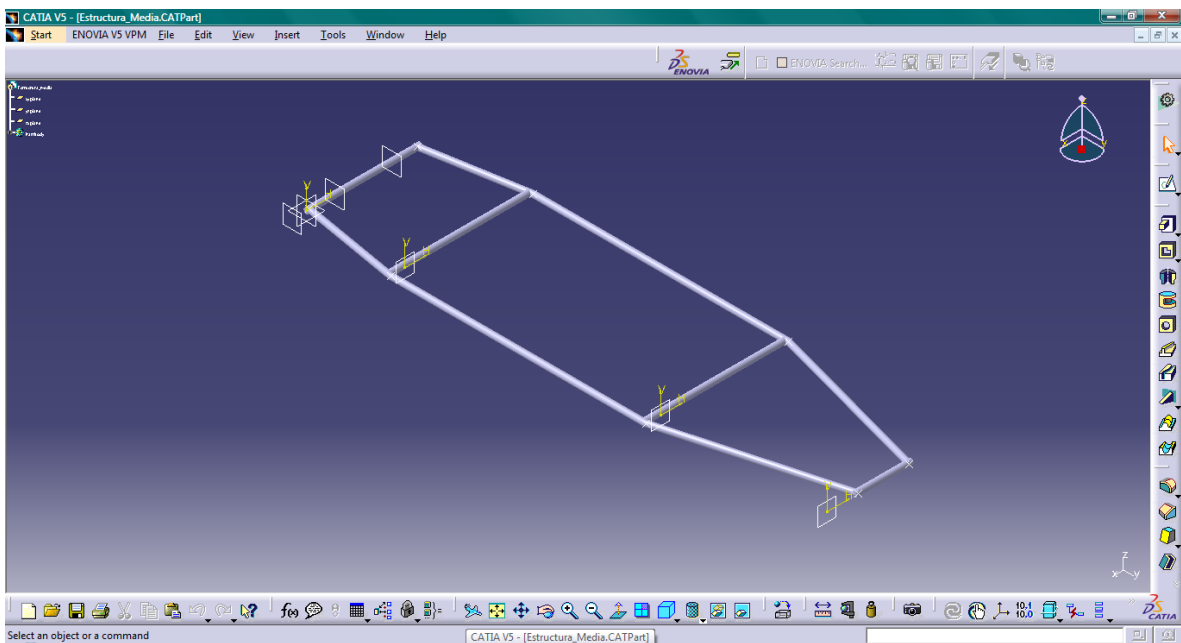 CATIA V5 - [Estructura_Media.CATPart]
Start ENOVIA V5 VPM File Edit View Insert Tools Window Help
ENOVIA
ENOVIA Search...
V
H
V
H
V
H
V
H
z
x y
f(x)
CATIA
Select an object or a command
CATIA V5 - [Estructura_Media.CATPart]